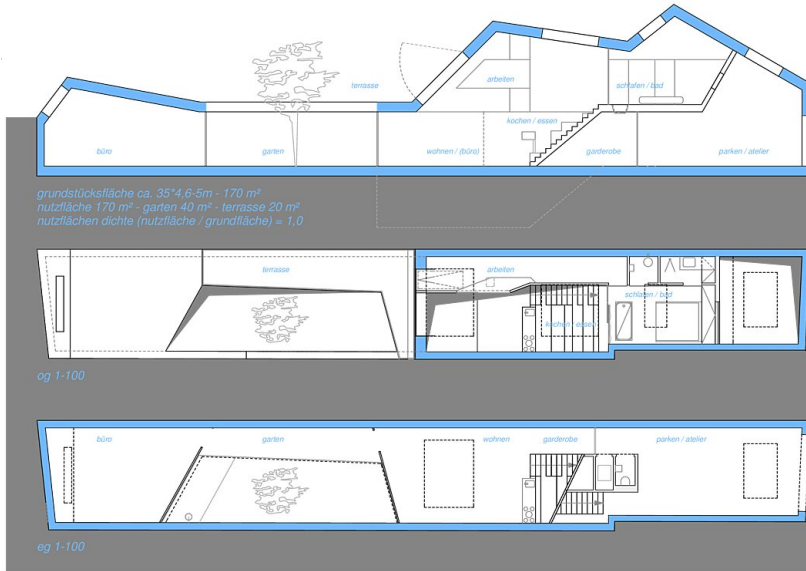 terrasse
arbeiten
schlafen / bad
kochen / essen
büro
garten
wohnen / (büro)
garderobe
parken / atelier
grundstücksfläche ca. 35*4,6-5m - 170 m²
nutzfläche 170 m² - garten 40 m² - terrasse 20 m²
nutzflächen dichte (nutzfläche / grundfläche) = 1,0
terrasse
arbeiten
schlafen / bad
kochen / essen
og 1-100
büro
garten
wohnen
garderobe
parken / atelier
eg 1-100